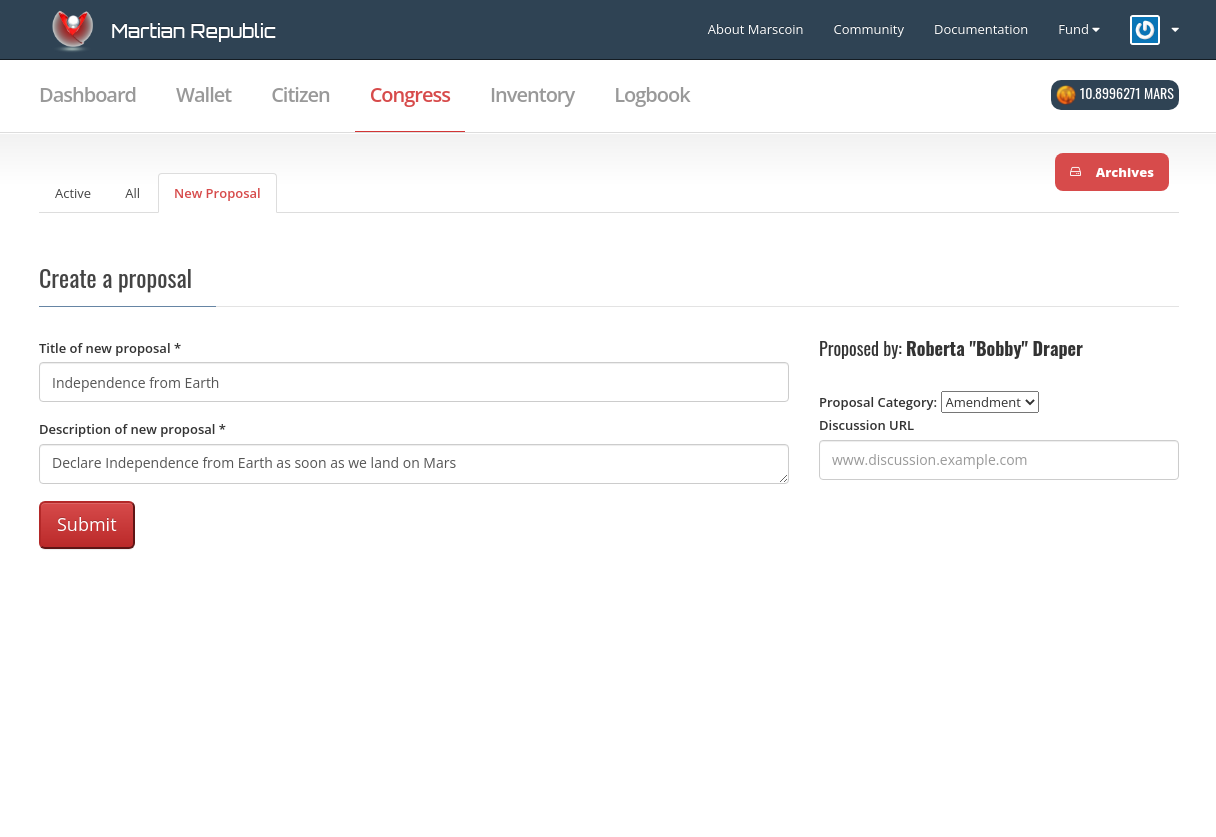 Martian Republic
About Marscoin Community Documentation Fund
Dashboard Wallet Citizen Congress Inventory Logbook
10.8996271 MARS
Archives
Active All New Proposal
Create a proposal
Title of new proposal *
Independence from Earth
Description of new proposal *
Declare Independence from Earth as soon as we land on Mars
Submit
Proposed by: Roberta "Bobby" Draper
Proposal Category: Amendment
Discussion URL
www.discussion.example.com